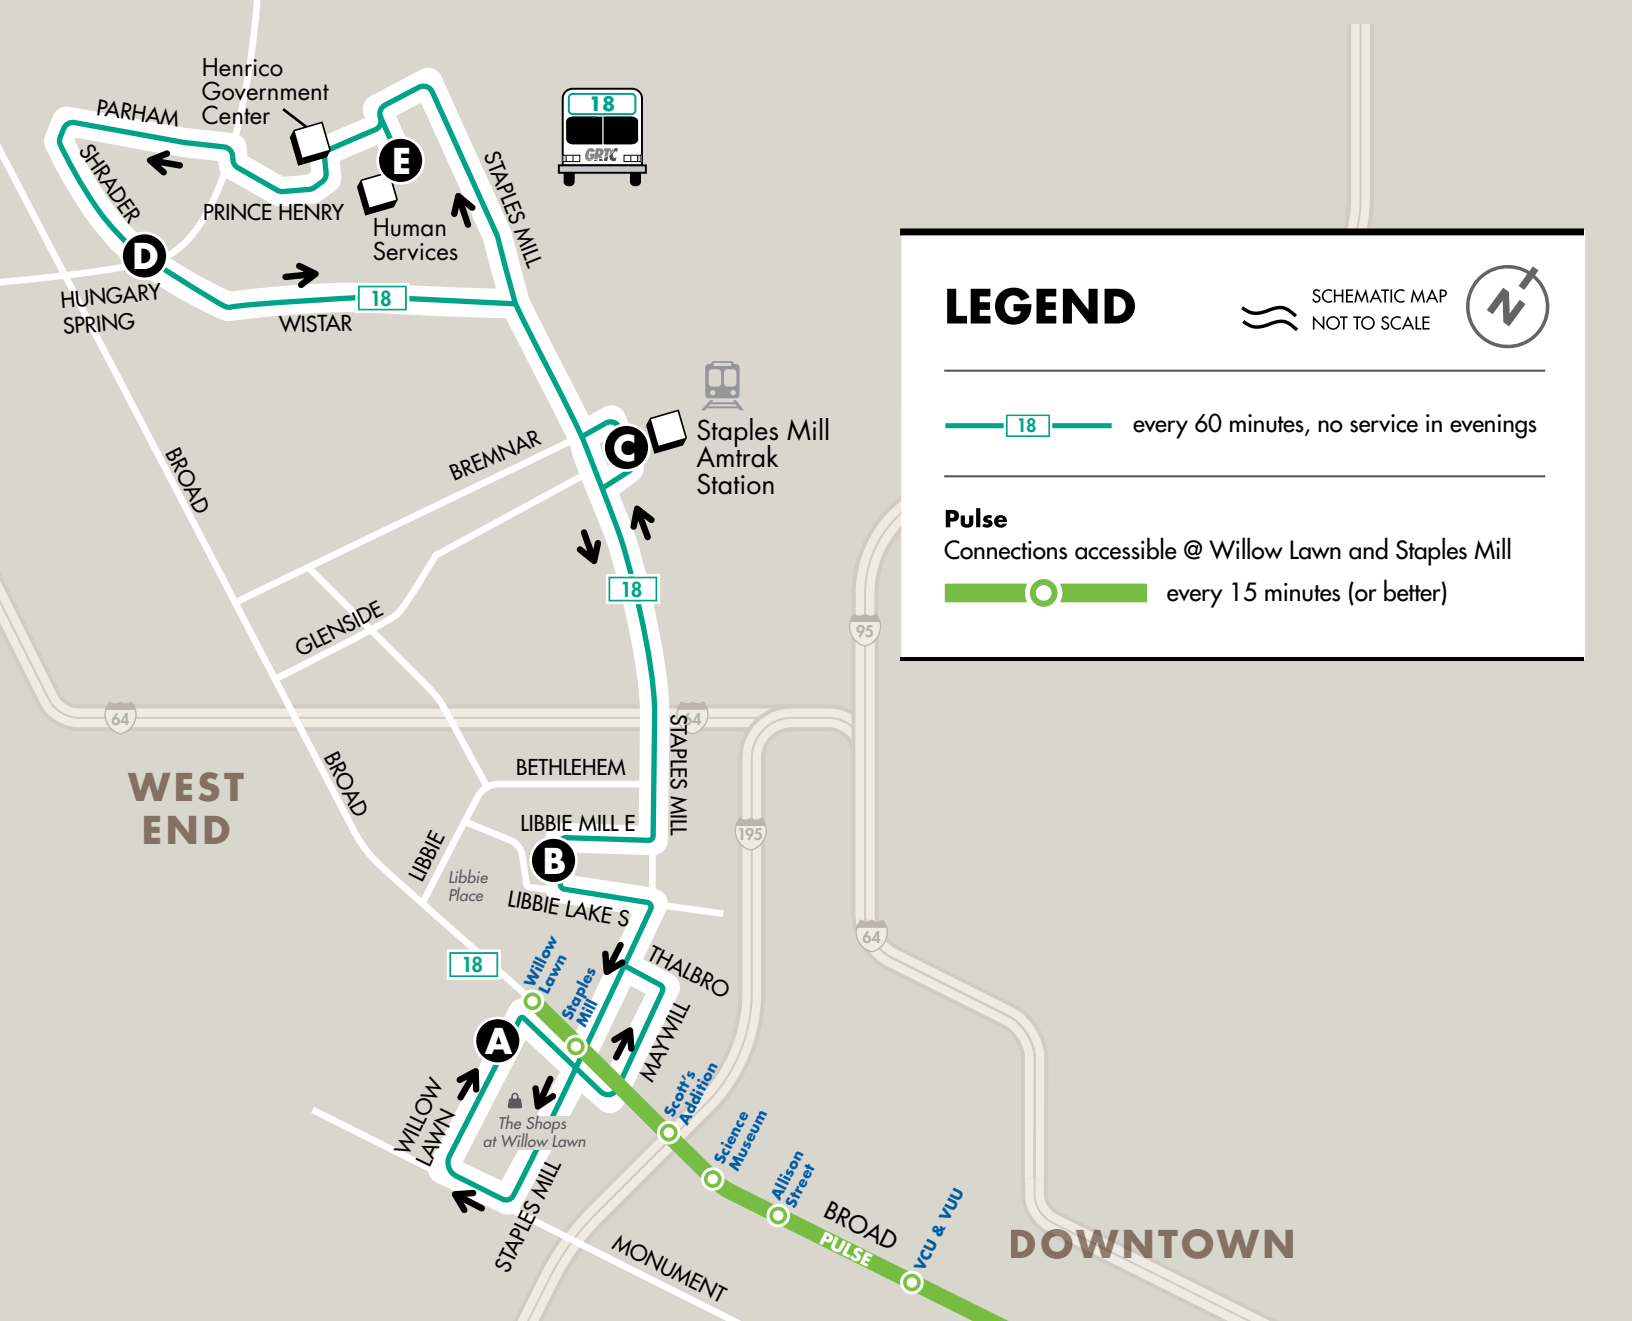 Henrico
Government
Center
PARHAM
SHRADER
PRINCE HENRY
E
Human
Services
STAPLES MILL
18
GRTC
D
HUNGARY
SPRING
18
WISTAR
LEGEND
SCHEMATIC MAP
NOT TO SCALE
N
18
every 60 minutes, no service in evenings
Pulse
Connections accessible @ Willow Lawn and Staples Mill
every 15 minutes (or better)
C
Staples Mill
Amtrak
Station
BREMNAR
BROAD
18
GLENSIDE
95
64
64
STAPLES MILL
BROAD
WEST
END
BETHLEHEM
LIBBIE MILL E
195
LIBBIE
B
Libbie
Place
LIBBIE LAKE S
64
18
Willow
Lawn
Staples
Mill
THALBRO
MAYWILL
A
WILLOW
LAWN
The Shops
at Willow Lawn
Scott's
Addition
Science
Museum
Allison
Street
STAPLES MILL
BROAD
PULSE
VCU & VUU
MONUMENT
DOWNTOWN